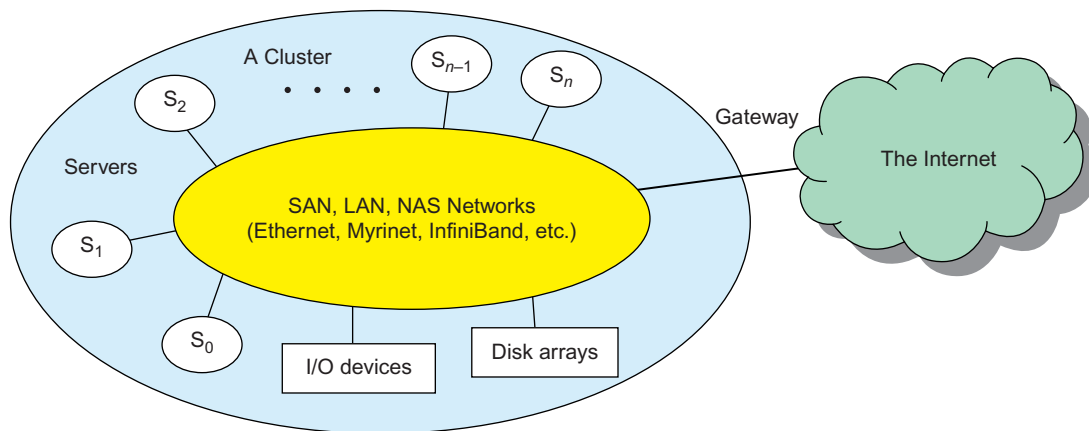 A Cluster
. . . .
Sₙ₋₁
Sₙ
S₂
Gateway
The Internet
Servers
SAN, LAN, NAS Networks
(Ethernet, Myrinet, InfiniBand, etc.)
S₁
S₀
I/O devices
Disk arrays